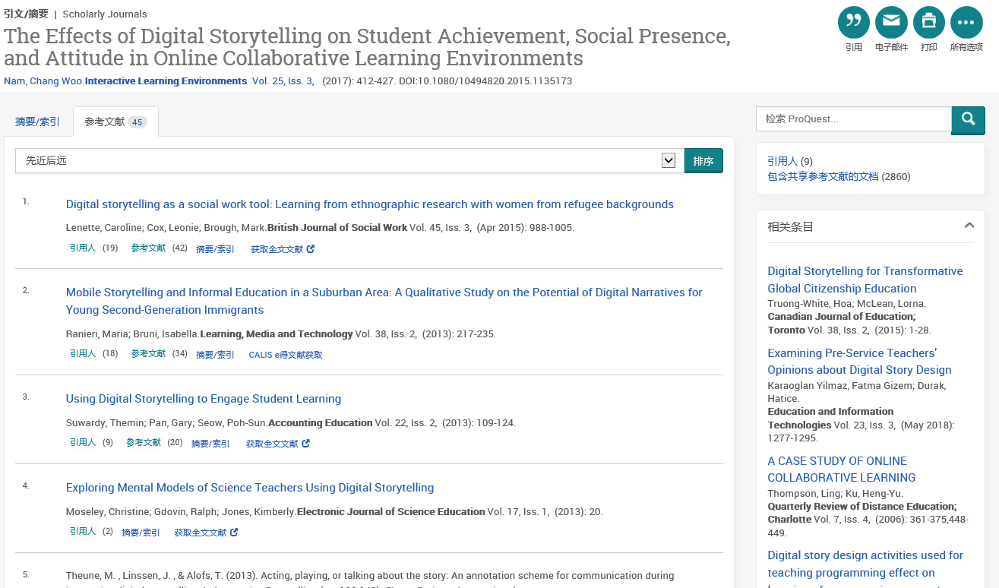 引文/摘要 | Scholarly Journals
The Effects of Digital Storytelling on Student Achievement, Social Presence,
and Attitude in Online Collaborative Learning Environments
Nam, Chang Woo.Interactive Learning Environments Vol. 25, Iss. 3, (2017): 412-427. DOI:10.1080/10494820.2015.1135173
引用 电子邮件 打印 所有选项
摘要/索引 参考文献 45
先近后远 排序
1. Digital storytelling as a social work tool: Learning from ethnographic research with women from refugee backgrounds
Lenette, Caroline; Cox, Leonie; Brough, Mark.British Journal of Social Work Vol. 45, Iss. 3, (Apr 2015): 988-1005.
引用人 (19) 参考文献 (42) 摘要/索引 获取全文文献
2. Mobile Storytelling and Informal Education in a Suburban Area: A Qualitative Study on the Potential of Digital Narratives for
Young Second-Generation Immigrants
Ranieri, Maria; Bruni, Isabella.Learning, Media and Technology Vol. 38, Iss. 2, (2013): 217-235.
引用人 (18) 参考文献 (34) 摘要/索引 CALIS e得文献获取
3. Using Digital Storytelling to Engage Student Learning
Suwardy, Themin; Pan, Gary; Seow, Poh-Sun.Accounting Education Vol. 22, Iss. 2, (2013): 109-124.
引用人 (9) 参考文献 (20) 摘要/索引 获取全文文献
4. Exploring Mental Models of Science Teachers Using Digital Storytelling
Moseley, Christine; Gdovin, Ralph; Jones, Kimberly.Electronic Journal of Science Education Vol. 17, Iss. 1, (2013): 20.
引用人 (2) 摘要/索引 获取全文文献
5. Theune, M. , Linssen, J. , & Alofs, T. (2013). Acting, playing, or talking about the story: An annotation scheme for communication during
检索 ProQuest...
引用人 (9)
包含共享参考文献的文档 (2860)
相关条目
Digital Storytelling for Transformative
Global Citizenship Education
Truong-White, Hoa; McLean, Lorna.
Canadian Journal of Education;
Toronto Vol. 38, Iss. 2, (2015): 1-28.
Examining Pre-Service Teachers'
Opinions about Digital Story Design
Karaoglan Yilmaz, Fatma Gizem; Durak,
Hatice.
Education and Information
Technologies Vol. 23, Iss. 3, (May 2018):
1277-1295.
A CASE STUDY OF ONLINE
COLLABORATIVE LEARNING
Thompson, Ling; Ku, Heng-Yu.
Quarterly Review of Distance Education;
Charlotte Vol. 7, Iss. 4, (2006): 361-375,448-
449.
Digital story design activities used for
teaching programming effect on